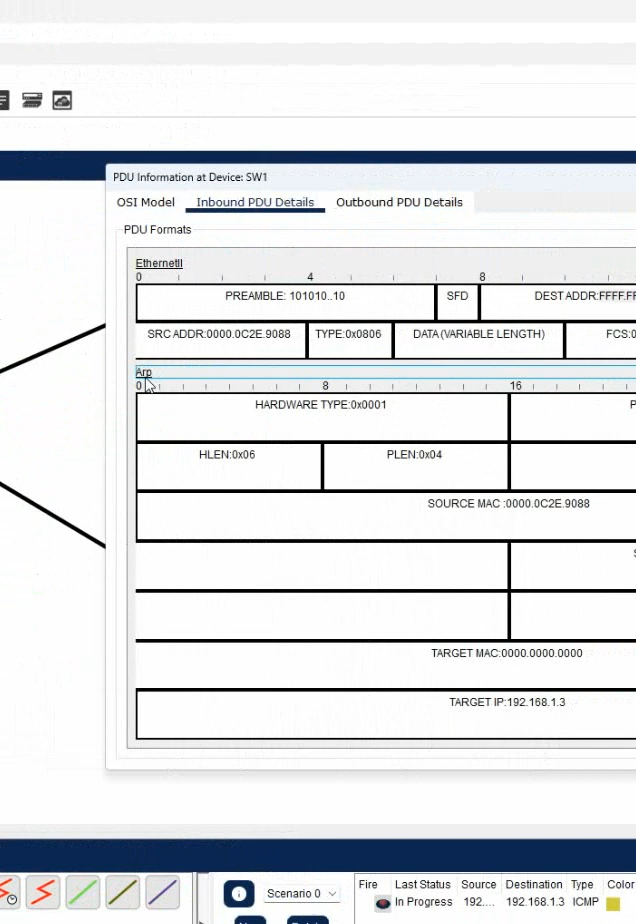 PDU Information at Device: SW1
OSI Model Inbound PDU Details Outbound PDU Details
PDU Formats
EthernetII
0 4 8
PREAMBLE: 101010..10 SFD DEST ADDR:FFFF.FF
SRC ADDR:0000.0C2E.9088 TYPE:0x0806 DATA (VARIABLE LENGTH) FCS:0
Arp
0 8 16
HARDWARE TYPE:0x0001 P
HLEN:0x06 PLEN:0x04
SOURCE MAC :0000.0C2E.9088
S
TARGET MAC:0000.0000.0000
TARGET IP:192.168.1.3
Fire Last Status Source Destination Type Color
Scenario 0 In Progress 192.... 192.168.1.3 ICMP